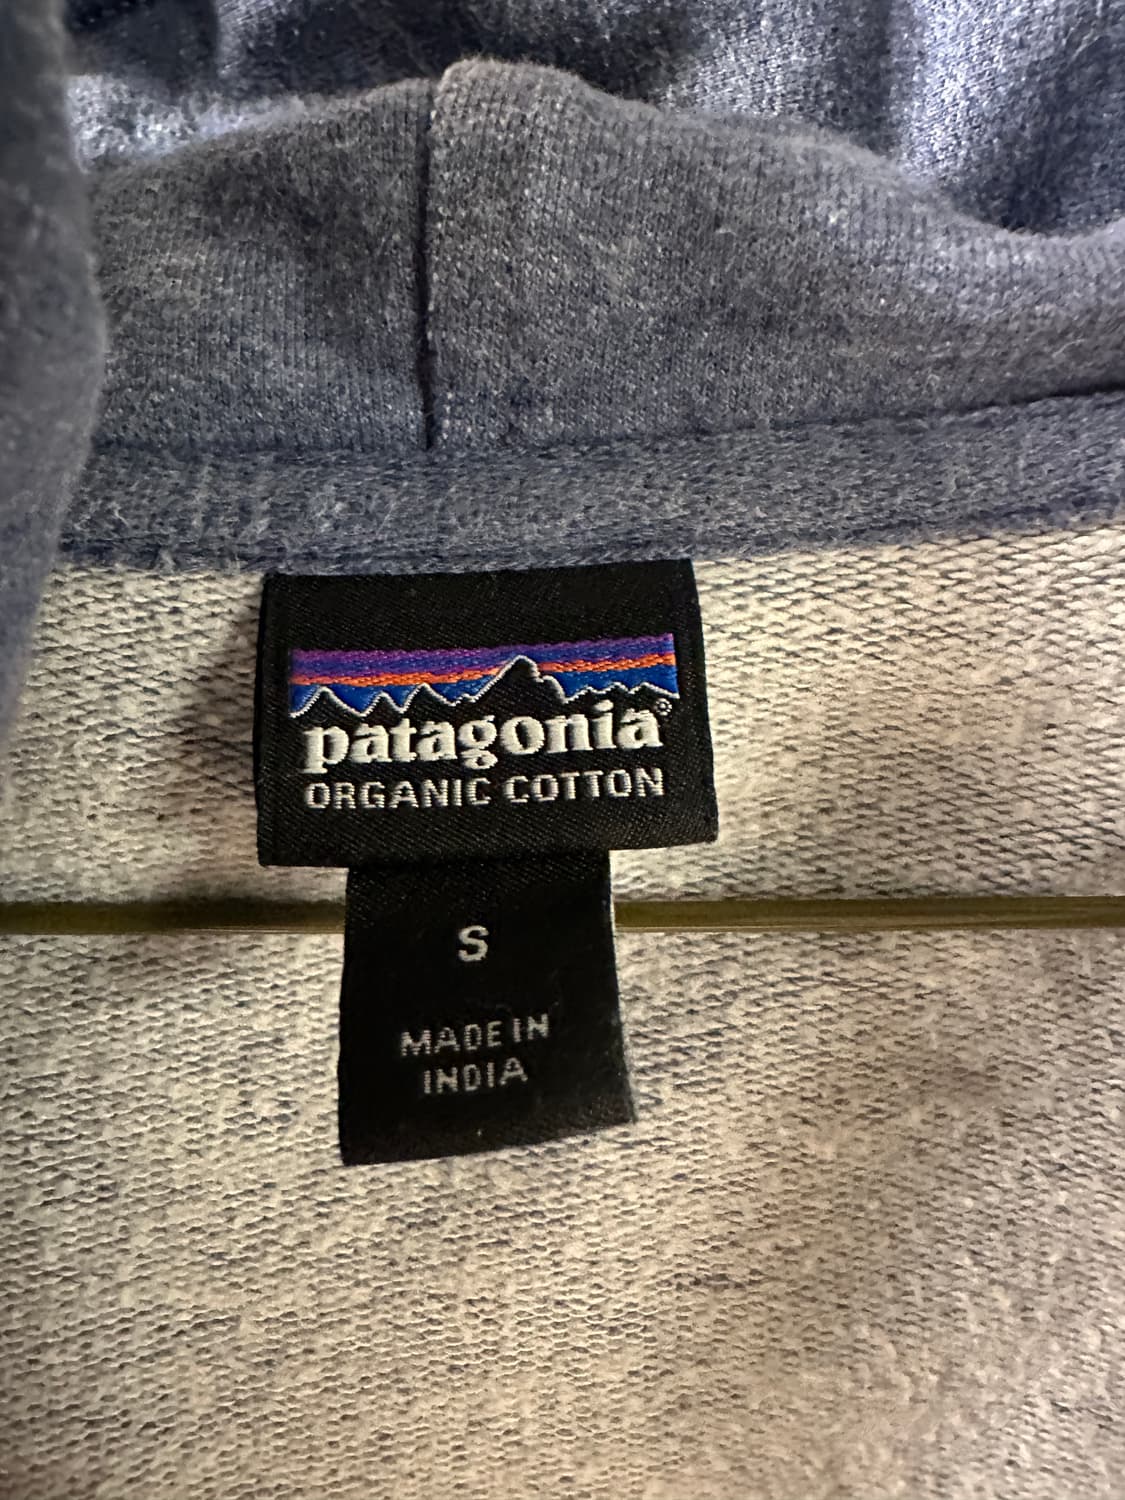 patagonia®
ORGANIC COTTON
S
MADE IN
INDIA